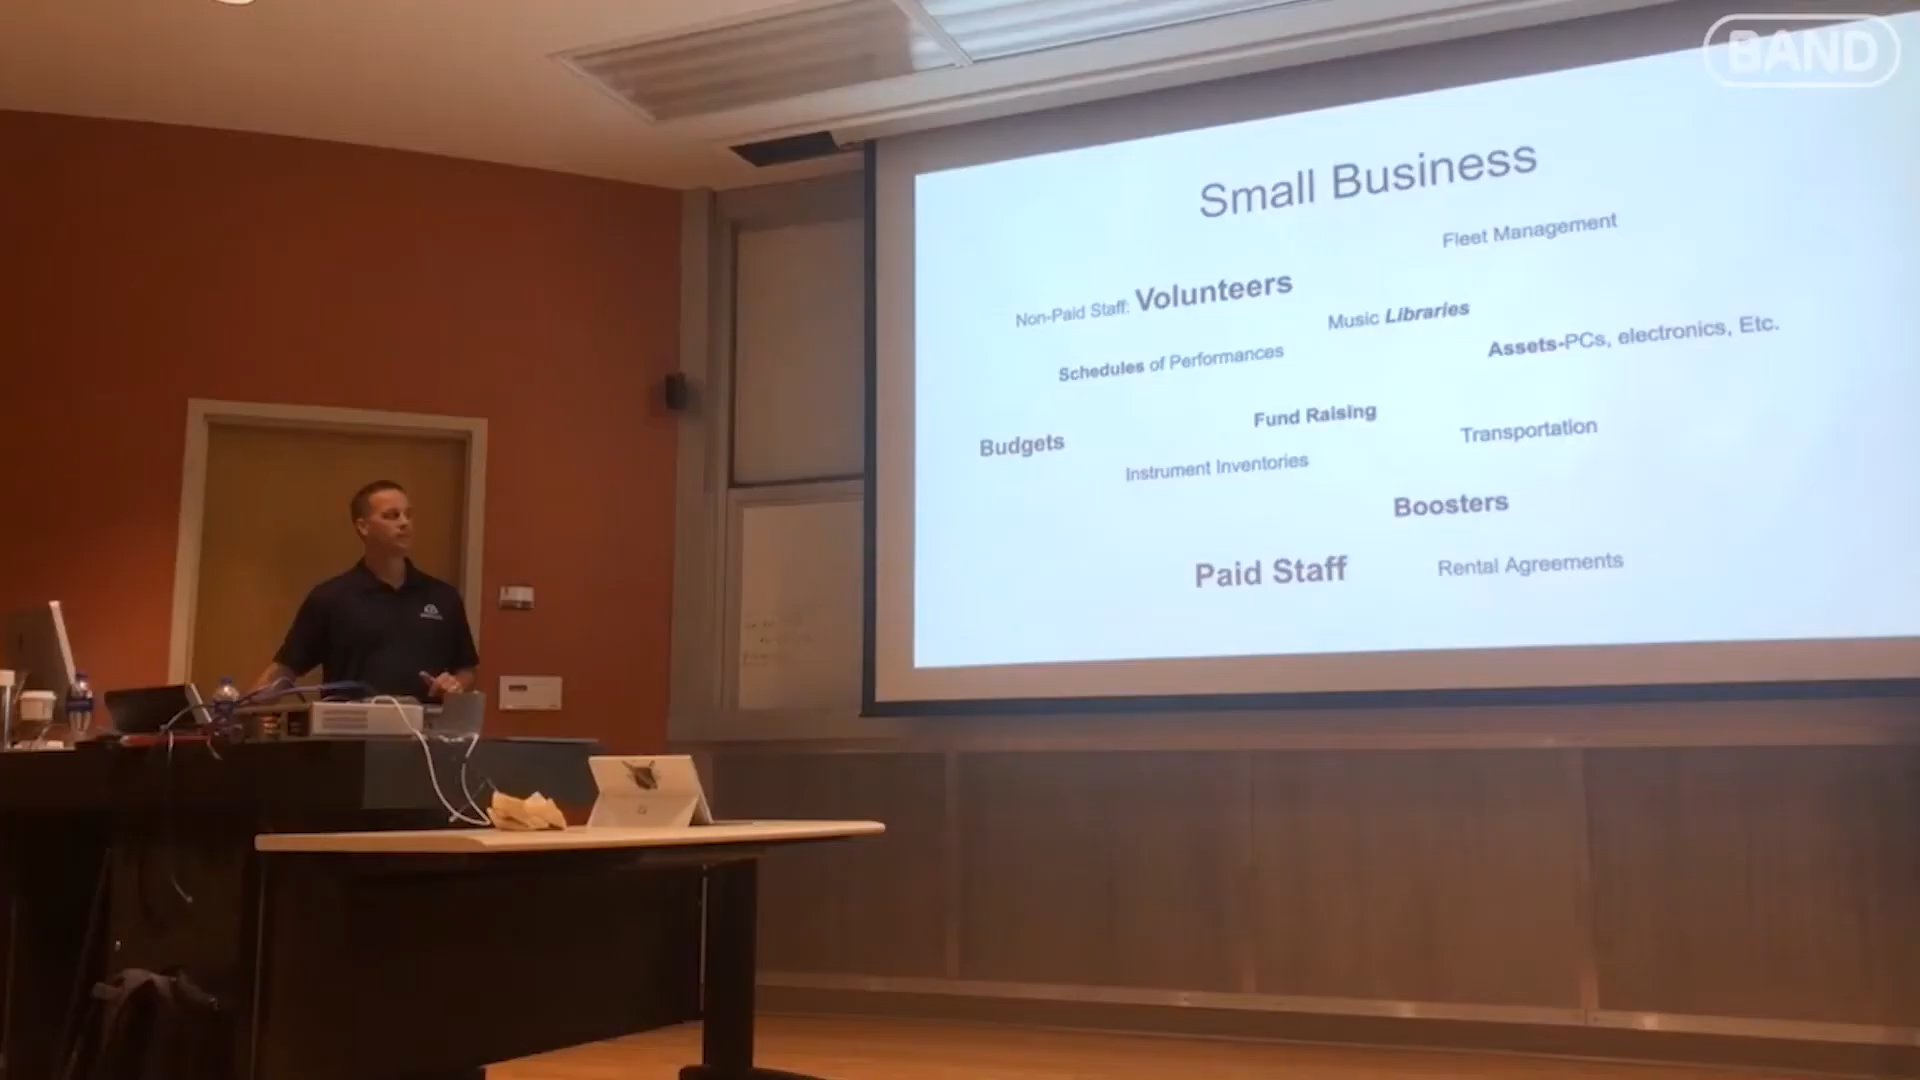 BAND
Small Business
Fleet Management
Non-Paid Staff: Volunteers
Music Libraries
Assets-PCs, electronics, Etc.
Schedules of Performances
Fund Raising
Transportation
Budgets
Instrument Inventories
Boosters
Paid Staff
Rental Agreements